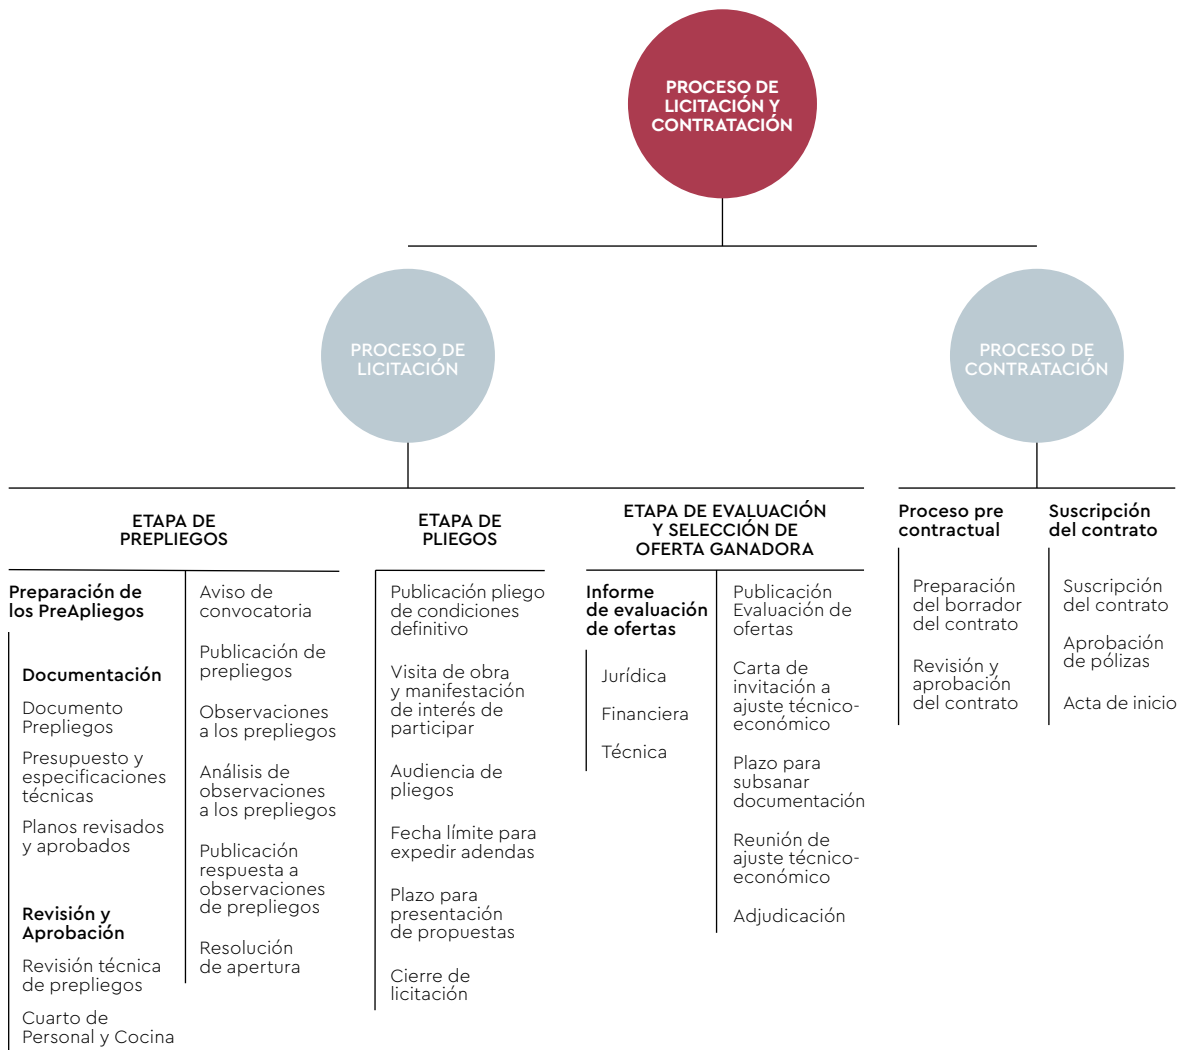 PROCESO DE
LICITACIÓN Y
CONTRATACIÓN
PROCESO DE
LICITACIÓN
PROCESO DE
CONTRATACIÓN
ETAPA DE
PREPLIEGOS
Preparación de
los PreApliegos
Documentación
Documento
Prepliegos
Presupuesto y
especificaciones
técnicas
Planos revisados
y aprobados
Revisión y
Aprobación
Revisión técnica
de prepliegos
Cuarto de
Personal y Cocina
Aviso de
convocatoria
Publicación de
prepliegos
Observaciones
a los prepliegos
Análisis de
observaciones
a los prepliegos
Publicación
respuesta a
observaciones
de prepliegos
Resolución
de apertura
ETAPA DE
PLIEGOS
Publicación pliego
de condiciones
definitivo
Visita de obra
y manifestación
de interés de
participar
Audiencia de
pliegos
Fecha límite para
expedir adendas
Plazo para
presentación
de propuestas
Cierre de
licitación
ETAPA DE EVALUACIÓN
Y SELECCIÓN DE
OFERTA GANADORA
Informe
de evaluación
de ofertas
Jurídica
Financiera
Técnica
Publicación
Evaluación de
ofertas
Carta de
invitación a
ajuste técnico-
económico
Plazo para
subsanar
documentación
Reunión de
ajuste técnico-
económico
Adjudicación
Proceso pre
contractual
Preparación
del borrador
del contrato
Revisión y
aprobación
del contrato
Suscripción
del contrato
Suscripción
del contrato
Aprobación
de pólizas
Acta de inicio